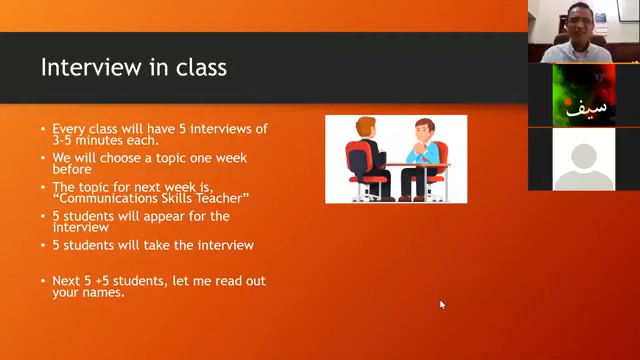 Interview in class
• Every class will have 5 interviews of
3-5 minutes each.
• We will choose a topic one week
before
• The topic for next week is,
“Communications Skills Teacher”
• 5 students will appear for the
interview
• 5 students will take the interview
• Next 5 +5 students, let me read out
your names.
سيف